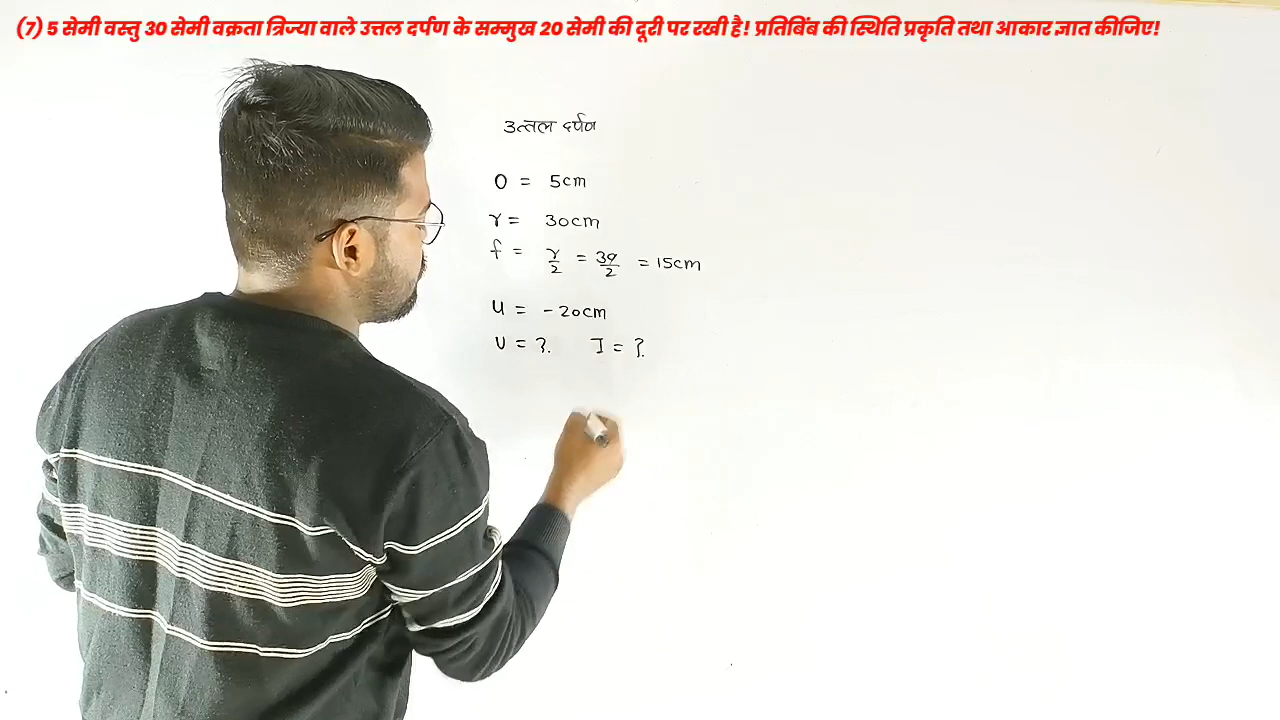 (7) 5 सेमी वस्तु 30 सेमी वक्रता त्रिज्या वाले उत्तल दर्पण के सम्मुख 20 सेमी की दूरी पर रखी है! प्रतिबिंब की स्थिति प्रकृति तथा आकार ज्ञात कीजिए!
उत्तल दर्पण
O = 5cm
r = 30cm
f = r/2 = 30/2 = 15cm
u = -20cm
v = ? I = ?